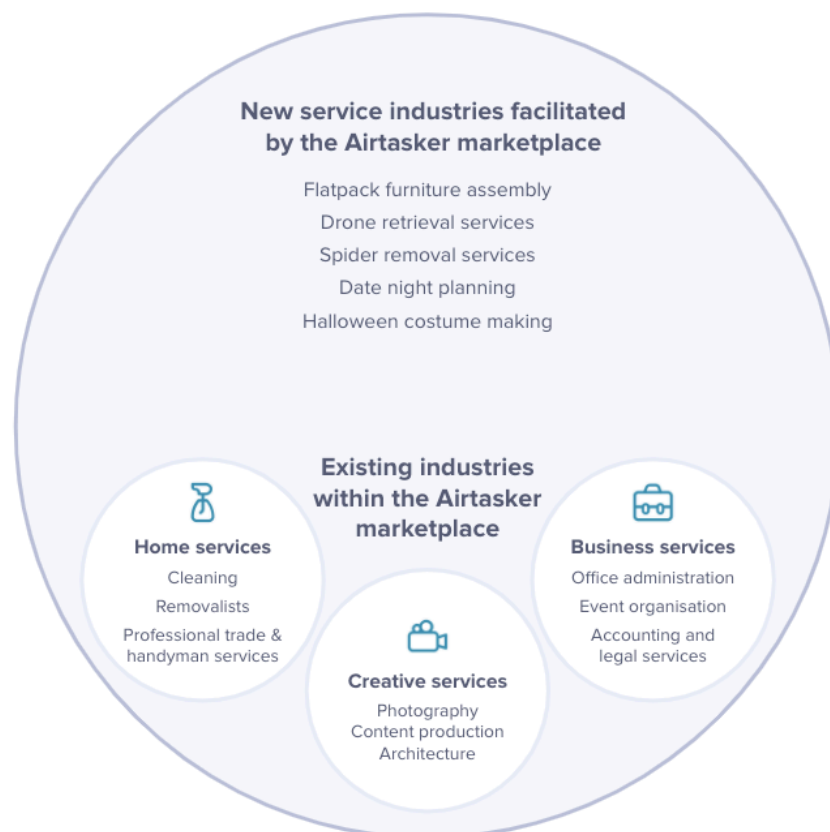 New service industries facilitated
by the Airtasker marketplace
Flatpack furniture assembly
Drone retrieval services
Spider removal services
Date night planning
Halloween costume making
Existing industries
within the Airtasker
marketplace
Home services
Cleaning
Removalists
Professional trade &
handyman services
Creative services
Photography
Content production
Architecture
Business services
Office administration
Event organisation
Accounting and
legal services